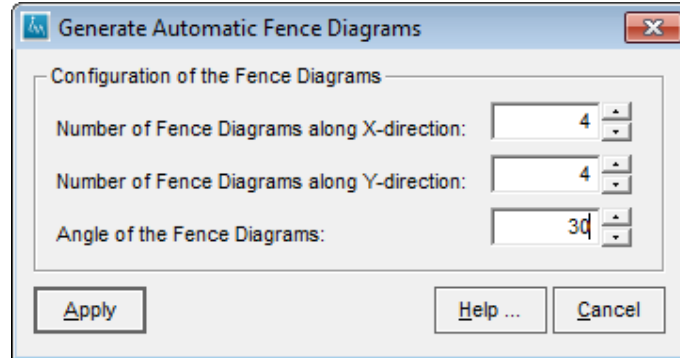 Generate Automatic Fence Diagrams
Configuration of the Fence Diagrams
Number of Fence Diagrams along X-direction: 4
Number of Fence Diagrams along Y-direction: 4
Angle of the Fence Diagrams: 30
Apply Help ... Cancel